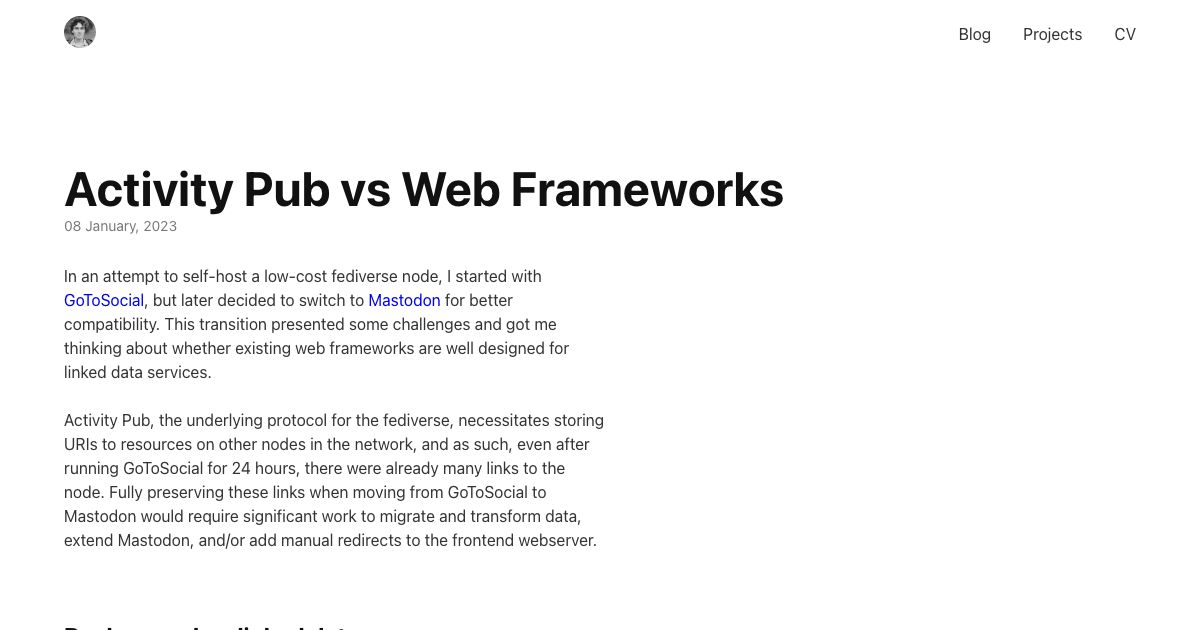 Blog Projects CV
Activity Pub vs Web Frameworks
08 January, 2023
In an attempt to self-host a low-cost fediverse node, I started with
GoToSocial, but later decided to switch to Mastodon for better
compatibility. This transition presented some challenges and got me
thinking about whether existing web frameworks are well designed for
linked data services.
Activity Pub, the underlying protocol for the fediverse, necessitates storing
URIs to resources on other nodes in the network, and as such, even after
running GoToSocial for 24 hours, there were already many links to the
node. Fully preserving these links when moving from GoToSocial to
Mastodon would require significant work to migrate and transform data,
extend Mastodon, and/or add manual redirects to the frontend webserver.